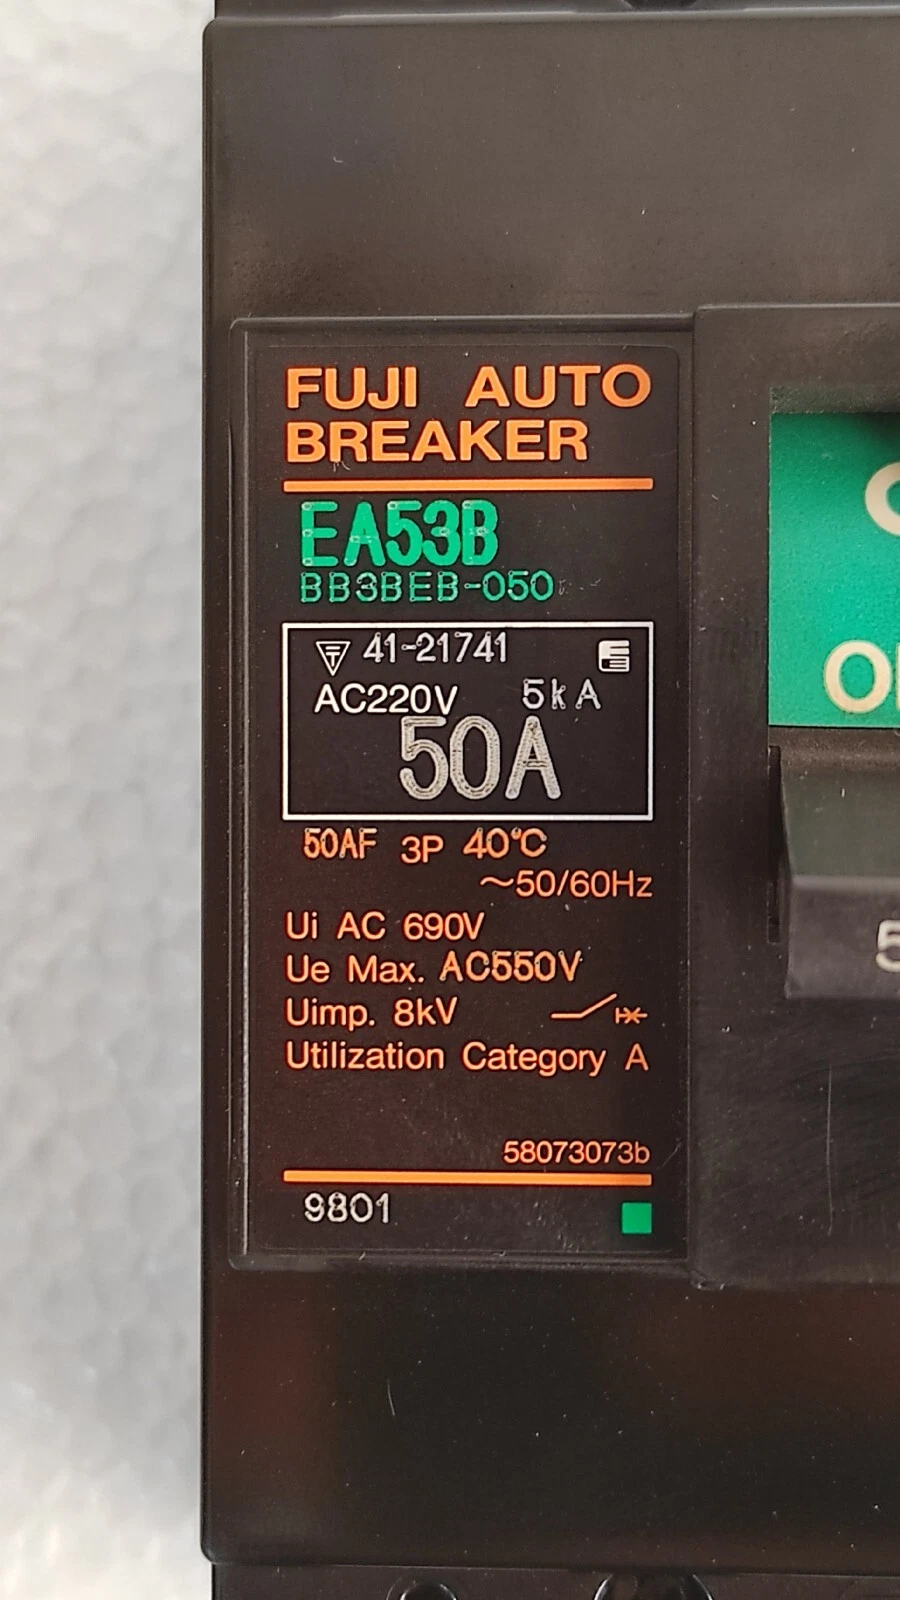 FUJI AUTO
BREAKER
EA53B
BB3BEB-050
41-21741
AC220V 5kA
50A
50AF 3P 40°C
~50/60Hz
Ui AC 690V
Ue Max. AC550V
Uimp. 8kV
Utilization Category A
58073073b
9801